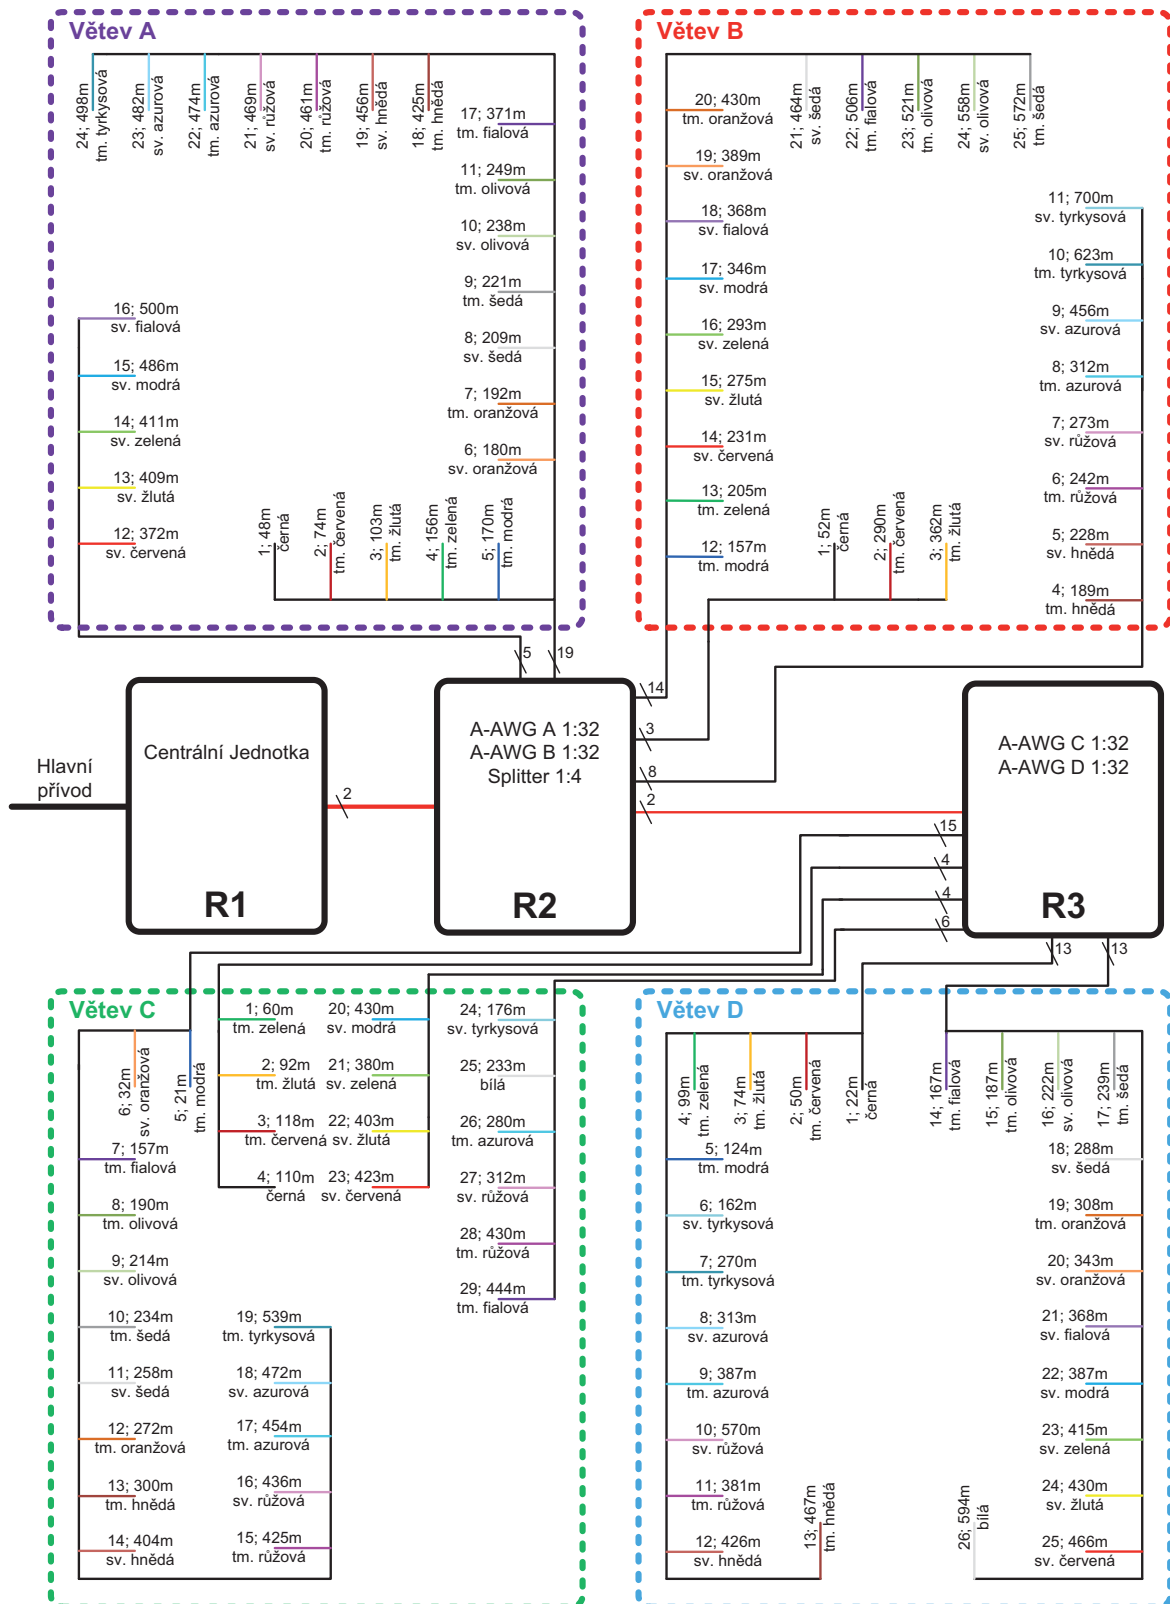 Větev A
24; 498m
tm. tyrkysová
23; 482m
sv. azurová
22; 474m
tm. azurová
21; 469m
sv. růžová
20; 461m
tm. růžová
19; 456m
sv. hnědá
18; 425m
tm. hnědá
17; 371m
tm. fialová
11; 249m
tm. olivová
10; 238m
sv. olivová
9; 221m
tm. šedá
8; 209m
sv. šedá
7; 192m
tm. oranžová
6; 180m
sv. oranžová
16; 500m
sv. fialová
15; 486m
sv. modrá
14; 411m
sv. zelená
13; 409m
sv. žlutá
12; 372m
sv. červená
1; 48m
černá
2; 74m
tm. červená
3; 103m
tm. žlutá
4; 156m
tm. zelená
5; 170m
tm. modrá
Větev B
20; 430m
tm. oranžová
19; 389m
sv. oranžová
18; 368m
sv. fialová
17; 346m
sv. modrá
16; 293m
sv. zelená
15; 275m
sv. žlutá
14; 231m
sv. červená
13; 205m
tm. zelená
12; 157m
tm. modrá
21; 464m
sv. šedá
22; 506m
tm. fialová
23; 521m
tm. olivová
24; 558m
sv. olivová
25; 572m
tm. šedá
11; 700m
sv. tyrkysová
10; 623m
tm. tyrkysová
9; 456m
sv. azurová
8; 312m
tm. azurová
7; 273m
sv. růžová
6; 242m
tm. růžová
5; 228m
sv. hnědá
4; 189m
tm. hnědá
1; 52m
černá
2; 290m
tm. červená
3; 362m
tm. žlutá
5
19
14
3
8
2
Hlavní
přívod
Centrální Jednotka
R1
2
A-AWG A 1:32
A-AWG B 1:32
Splitter 1:4
R2
A-AWG C 1:32
A-AWG D 1:32
R3
15
4
4
6
13
13
Větev C
6; 32m
sv. oranžová
5; 21m
tm. modrá
7; 157m
tm. fialová
8; 190m
tm. olivová
9; 214m
sv. olivová
10; 234m
tm. šedá
11; 258m
sv. šedá
12; 272m
tm. oranžová
13; 300m
tm. hnědá
14; 404m
sv. hnědá
1; 60m
tm. zelená
2; 92m
tm. žlutá
3; 118m
tm. červená
4; 110m
černá
20; 430m
sv. modrá
21; 380m
sv. zelená
22; 403m
sv. žlutá
23; 423m
sv. červená
24; 176m
sv. tyrkysová
25; 233m
bílá
26; 280m
tm. azurová
27; 312m
sv. růžová
28; 430m
tm. růžová
29; 444m
tm. fialová
19; 539m
tm. tyrkysová
18; 472m
sv. azurová
17; 454m
tm. azurová
16; 436m
sv. růžová
15; 425m
tm. růžová
Větev D
4; 99m
tm. zelená
3; 74m
tm. žlutá
2; 50m
tm. červená
1; 22m
černá
5; 124m
tm. modrá
6; 162m
sv. tyrkysová
7; 270m
tm. tyrkysová
8; 313m
sv. azurová
9; 387m
tm. azurová
10; 570m
sv. růžová
11; 381m
tm. růžová
12; 426m
sv. hnědá
13; 467m
tm. hnědá
14; 167m
tm. fialová
15; 187m
tm. olivová
16; 222m
sv. olivová
17; 239m
tm. šedá
18; 288m
sv. šedá
19; 308m
tm. oranžová
20; 343m
sv. oranžová
21; 368m
sv. fialová
22; 387m
sv. modrá
23; 415m
sv. zelená
24; 430m
sv. žlutá
25; 466m
sv. červená
26; 594m
bílá